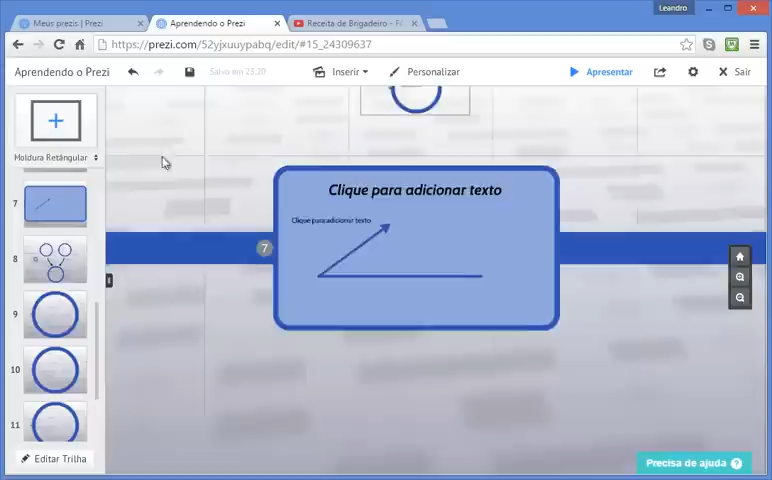 Leandro
Meus prezis | Prezi
Aprendendo o Prezi
Receita de Brigadeiro - Fá
https://prezi.com/52yjxuuypabq/edit/#15_24309637
Aprendendo o Prezi
Salvo em 23:20
Inserir
Personalizar
Apresentar
Sair
Moldura Retângular
7
8
9
10
11
Editar Trilha
Clique para adicionar texto
Clique para adicionar texto
7
Precisa de ajuda ?